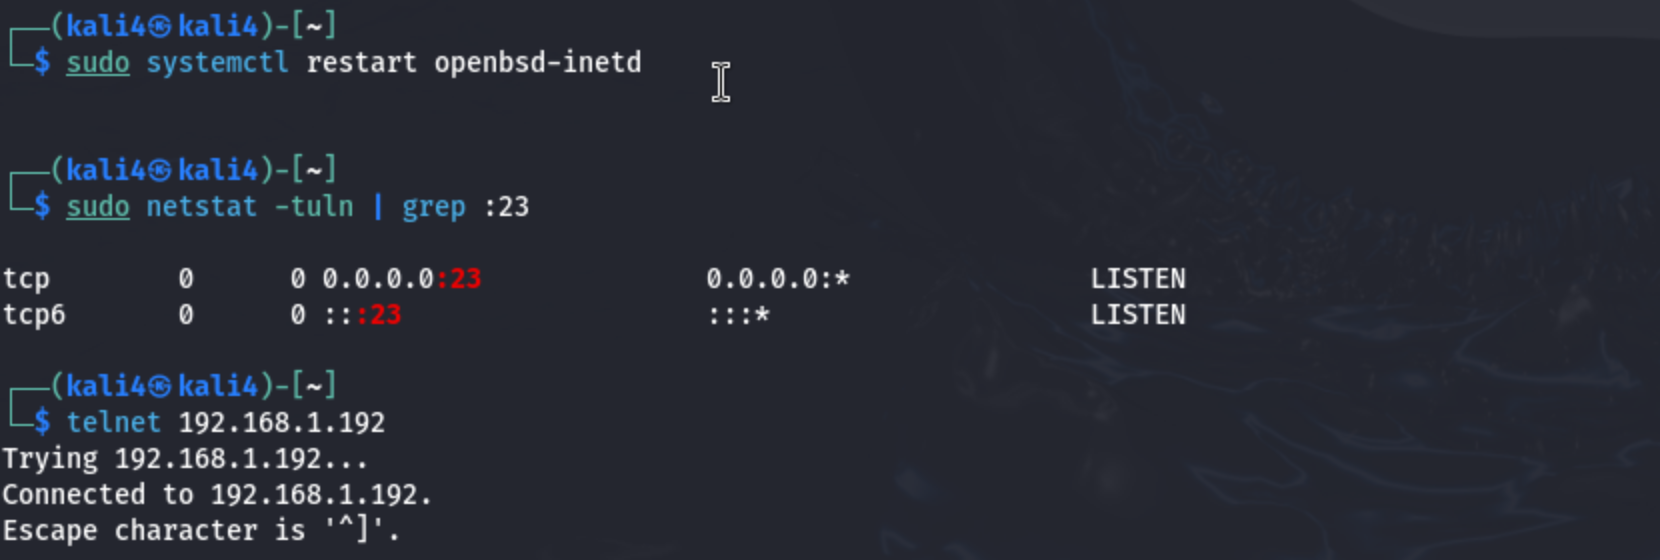 ┌──(kali4㉿kali4)-[~]
└─$ sudo systemctl restart openbsd-inetd
┌──(kali4㉿kali4)-[~]
└─$ sudo netstat -tuln | grep :23
tcp        0      0 0.0.0.0:23              0.0.0.0:*               LISTEN
tcp6       0      0 :::23                   :::*                    LISTEN
┌──(kali4㉿kali4)-[~]
└─$ telnet 192.168.1.192
Trying 192.168.1.192...
Connected to 192.168.1.192.
Escape character is '^]'.